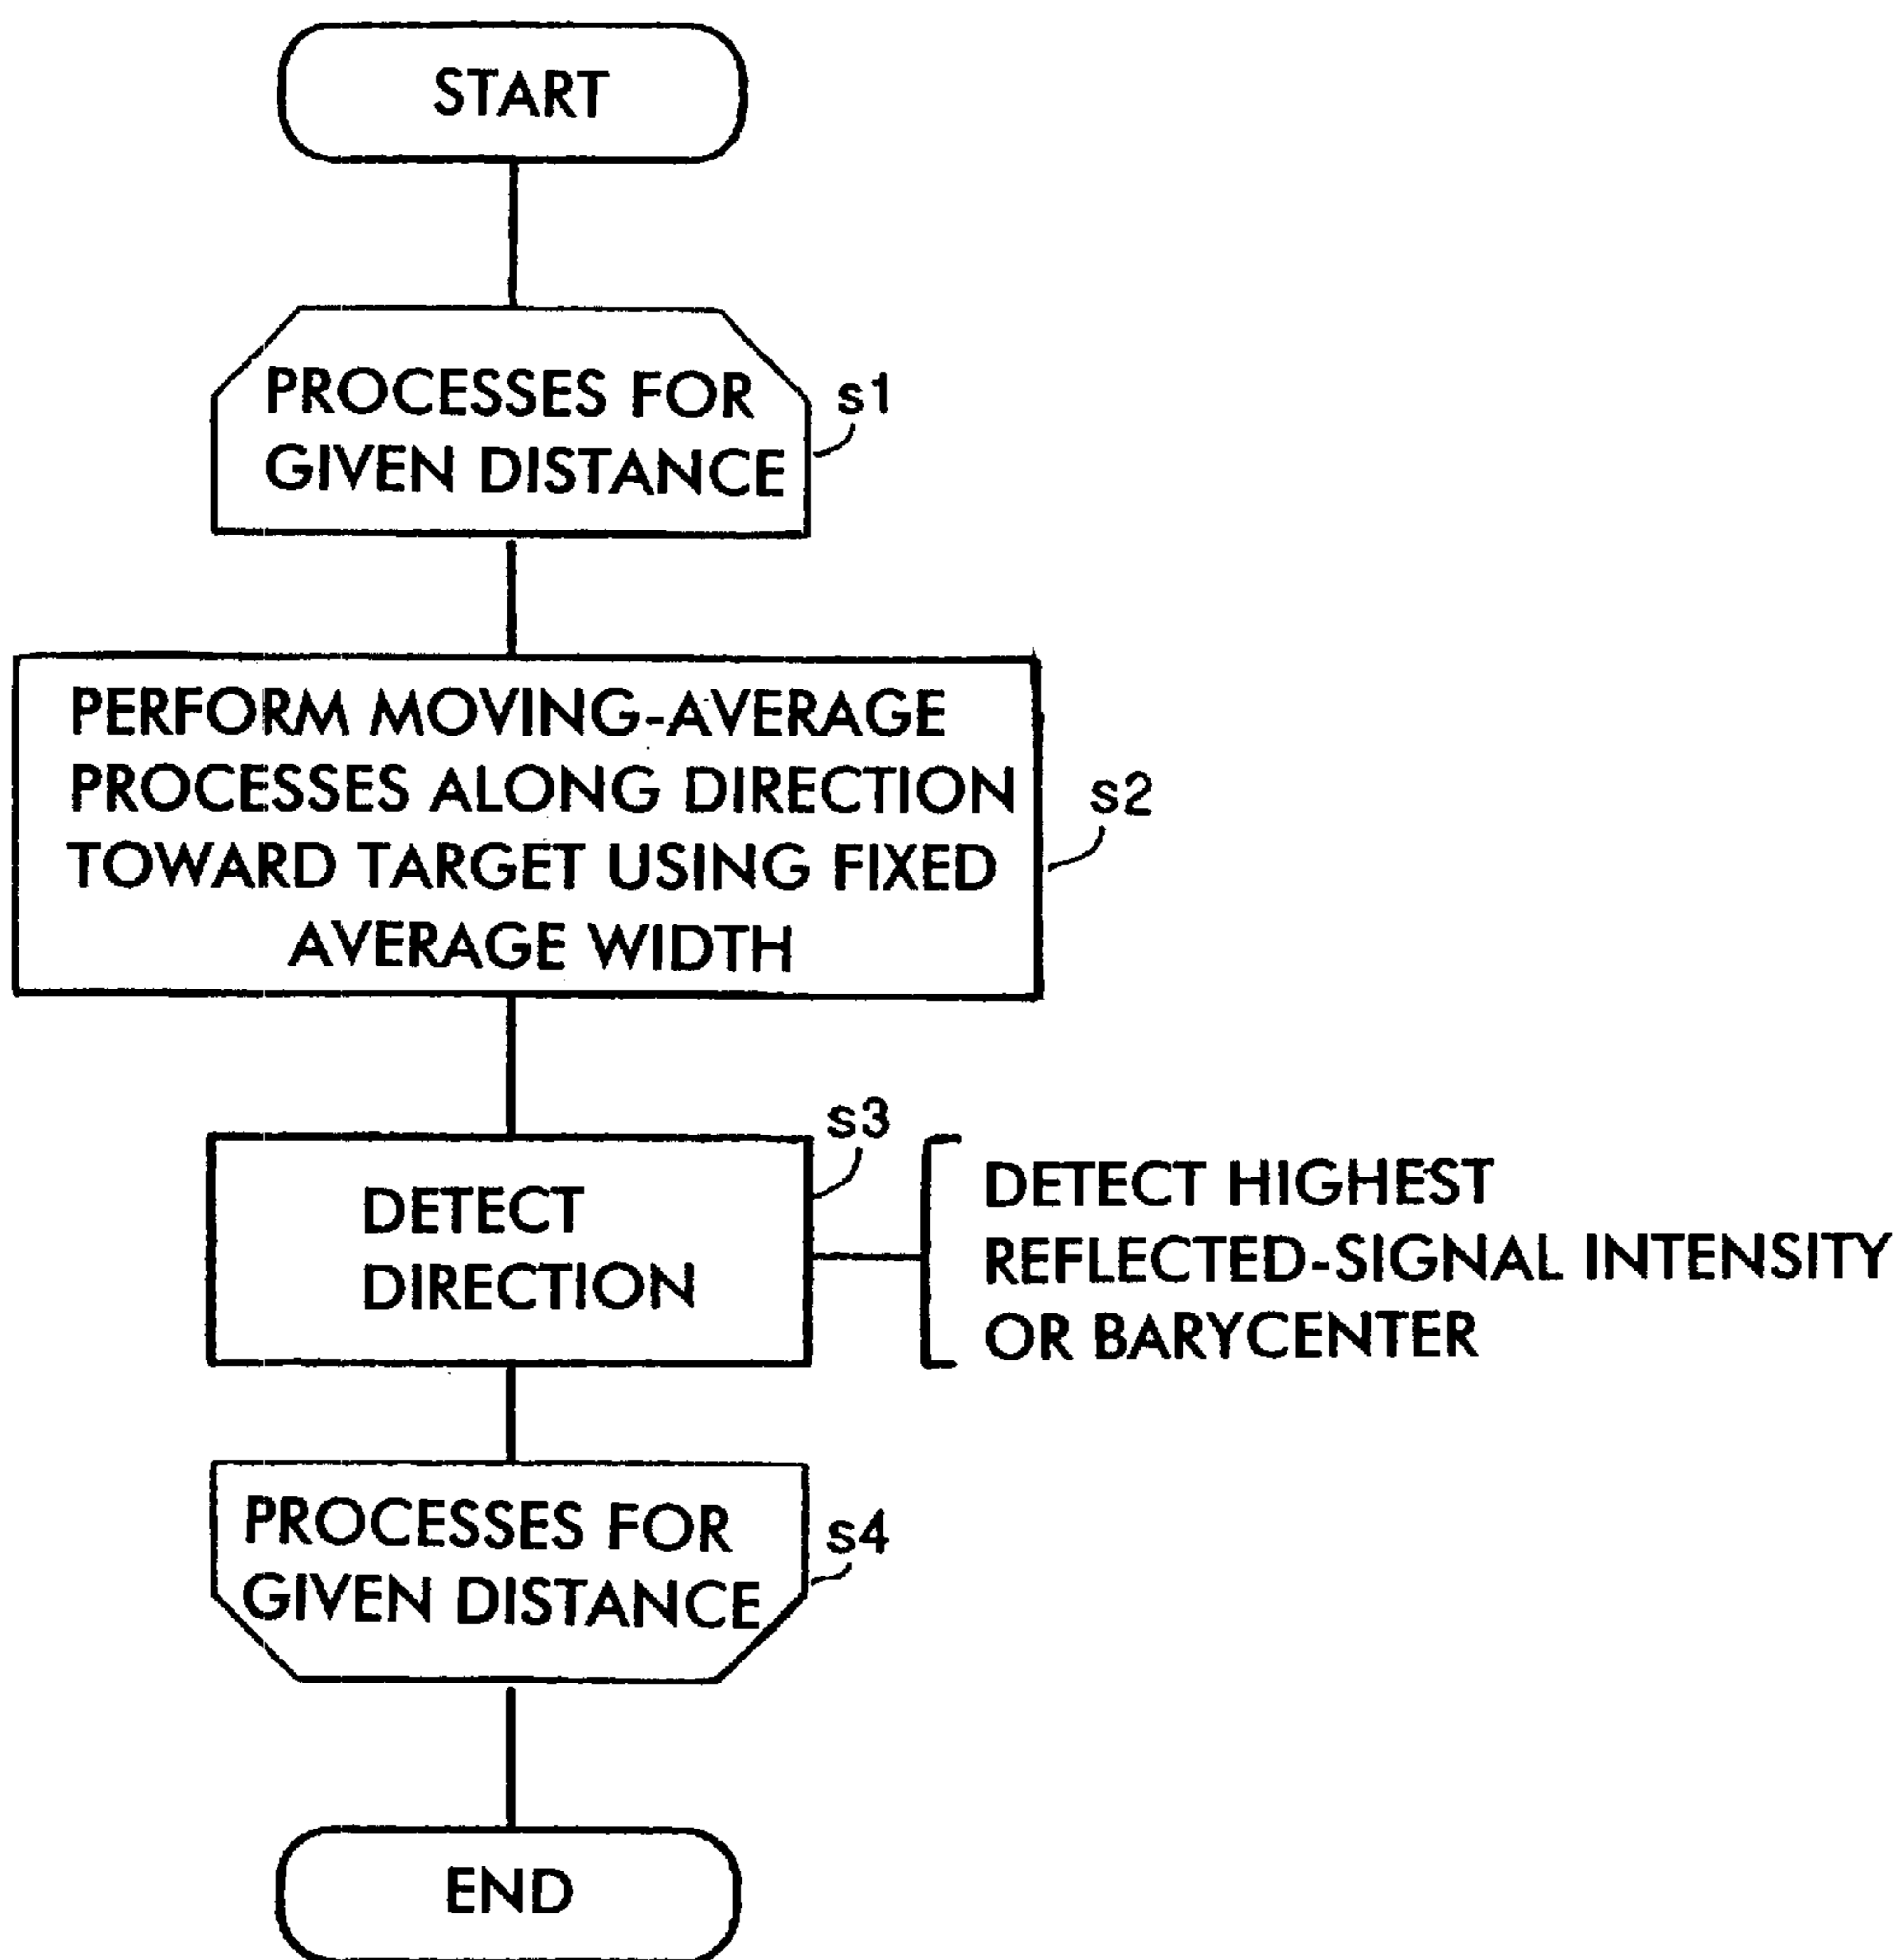 START
PROCESSES FOR
GIVEN DISTANCE
s1
PERFORM MOVING-AVERAGE
PROCESSES ALONG DIRECTION
TOWARD TARGET USING FIXED
AVERAGE WIDTH
s2
DETECT
DIRECTION
s3
DETECT HIGHEST
REFLECTED-SIGNAL INTENSITY
OR BARYCENTER
PROCESSES FOR
GIVEN DISTANCE
s4
END